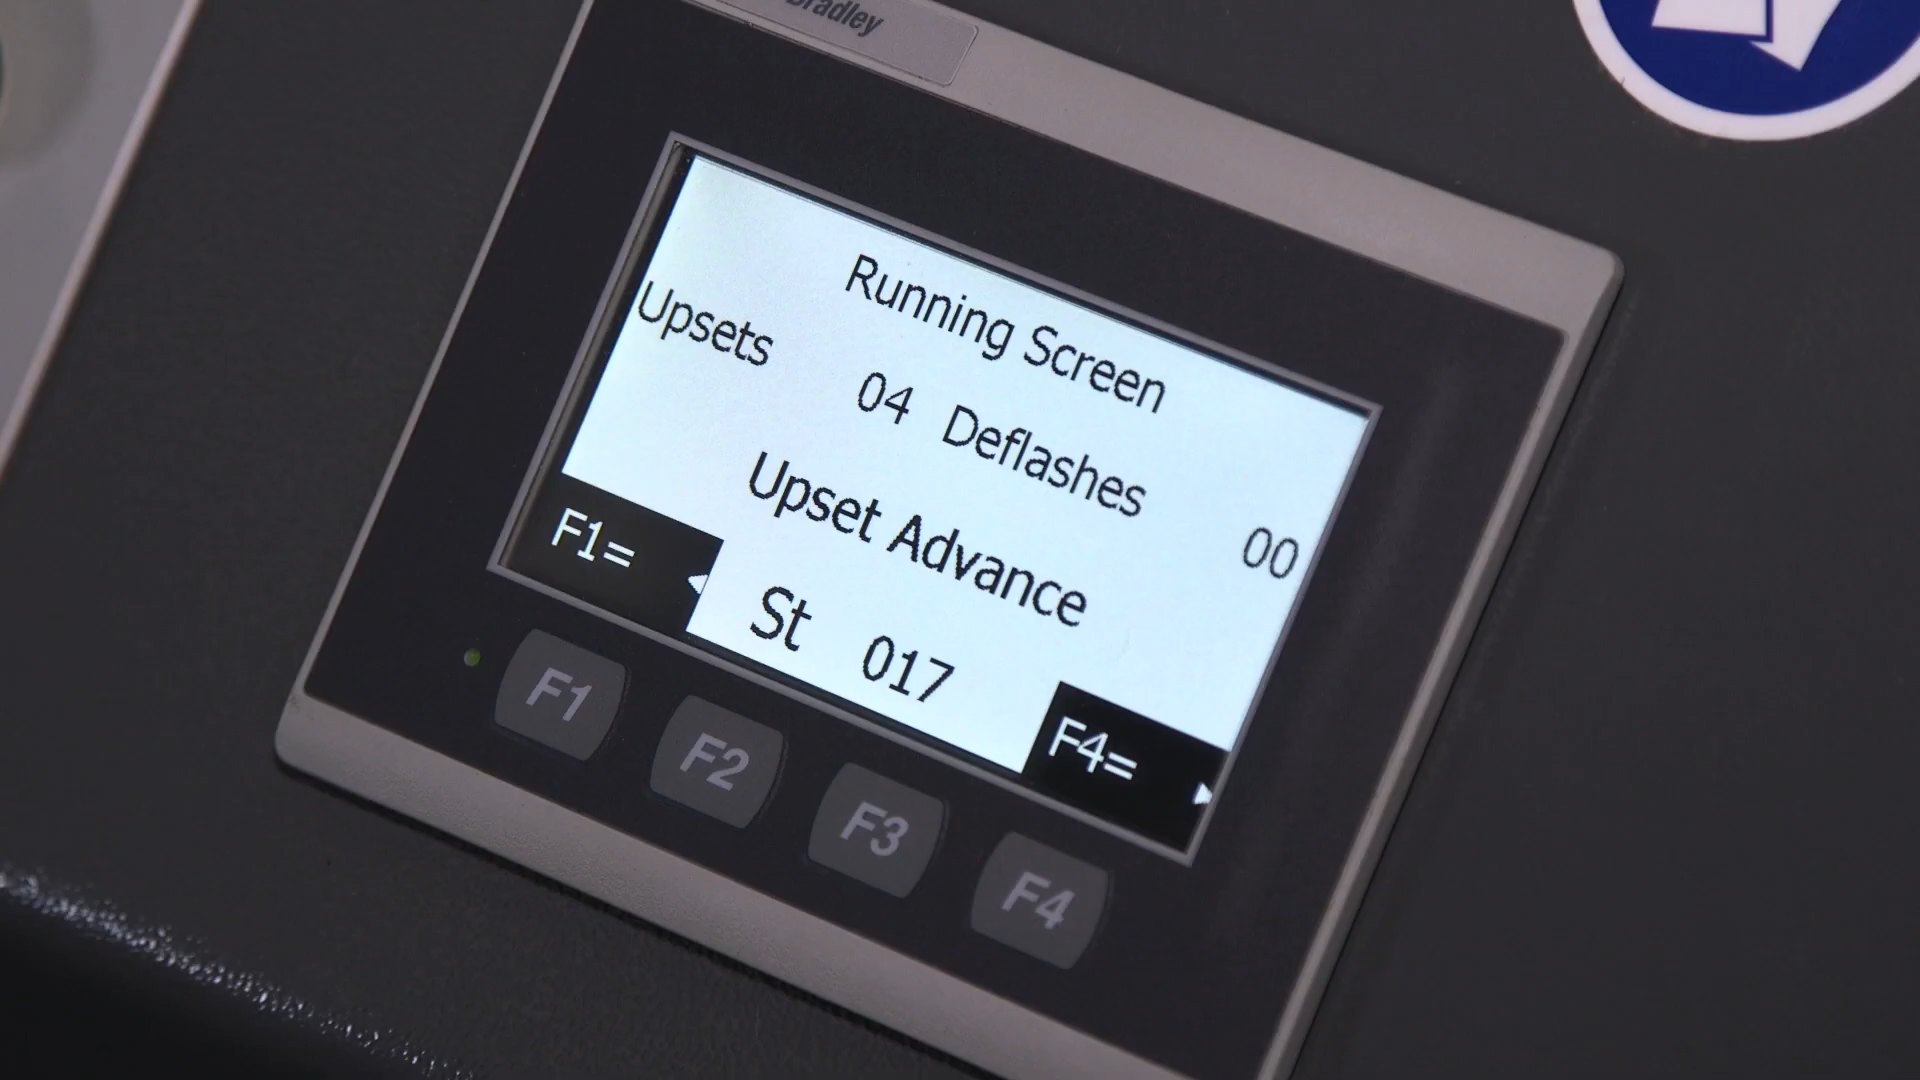 Bradley
Running Screen
Upsets 04 Deflashes 00
Upset Advance
F1= St 017 F4=
F1 F2 F3 F4